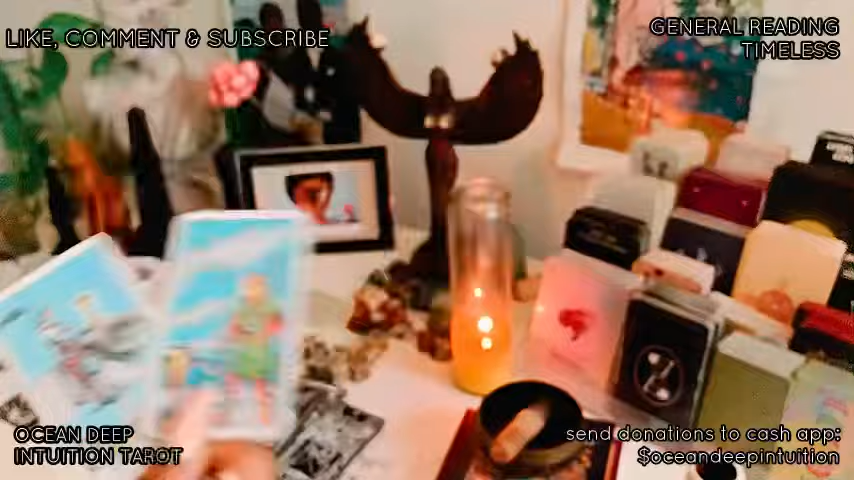 LIKE, COMMENT & SUBSCRIBE
GENERAL READING
TIMELESS
OCEAN DEEP
INTUITION TAROT
send donations to cash app:
$oceandeepintuition